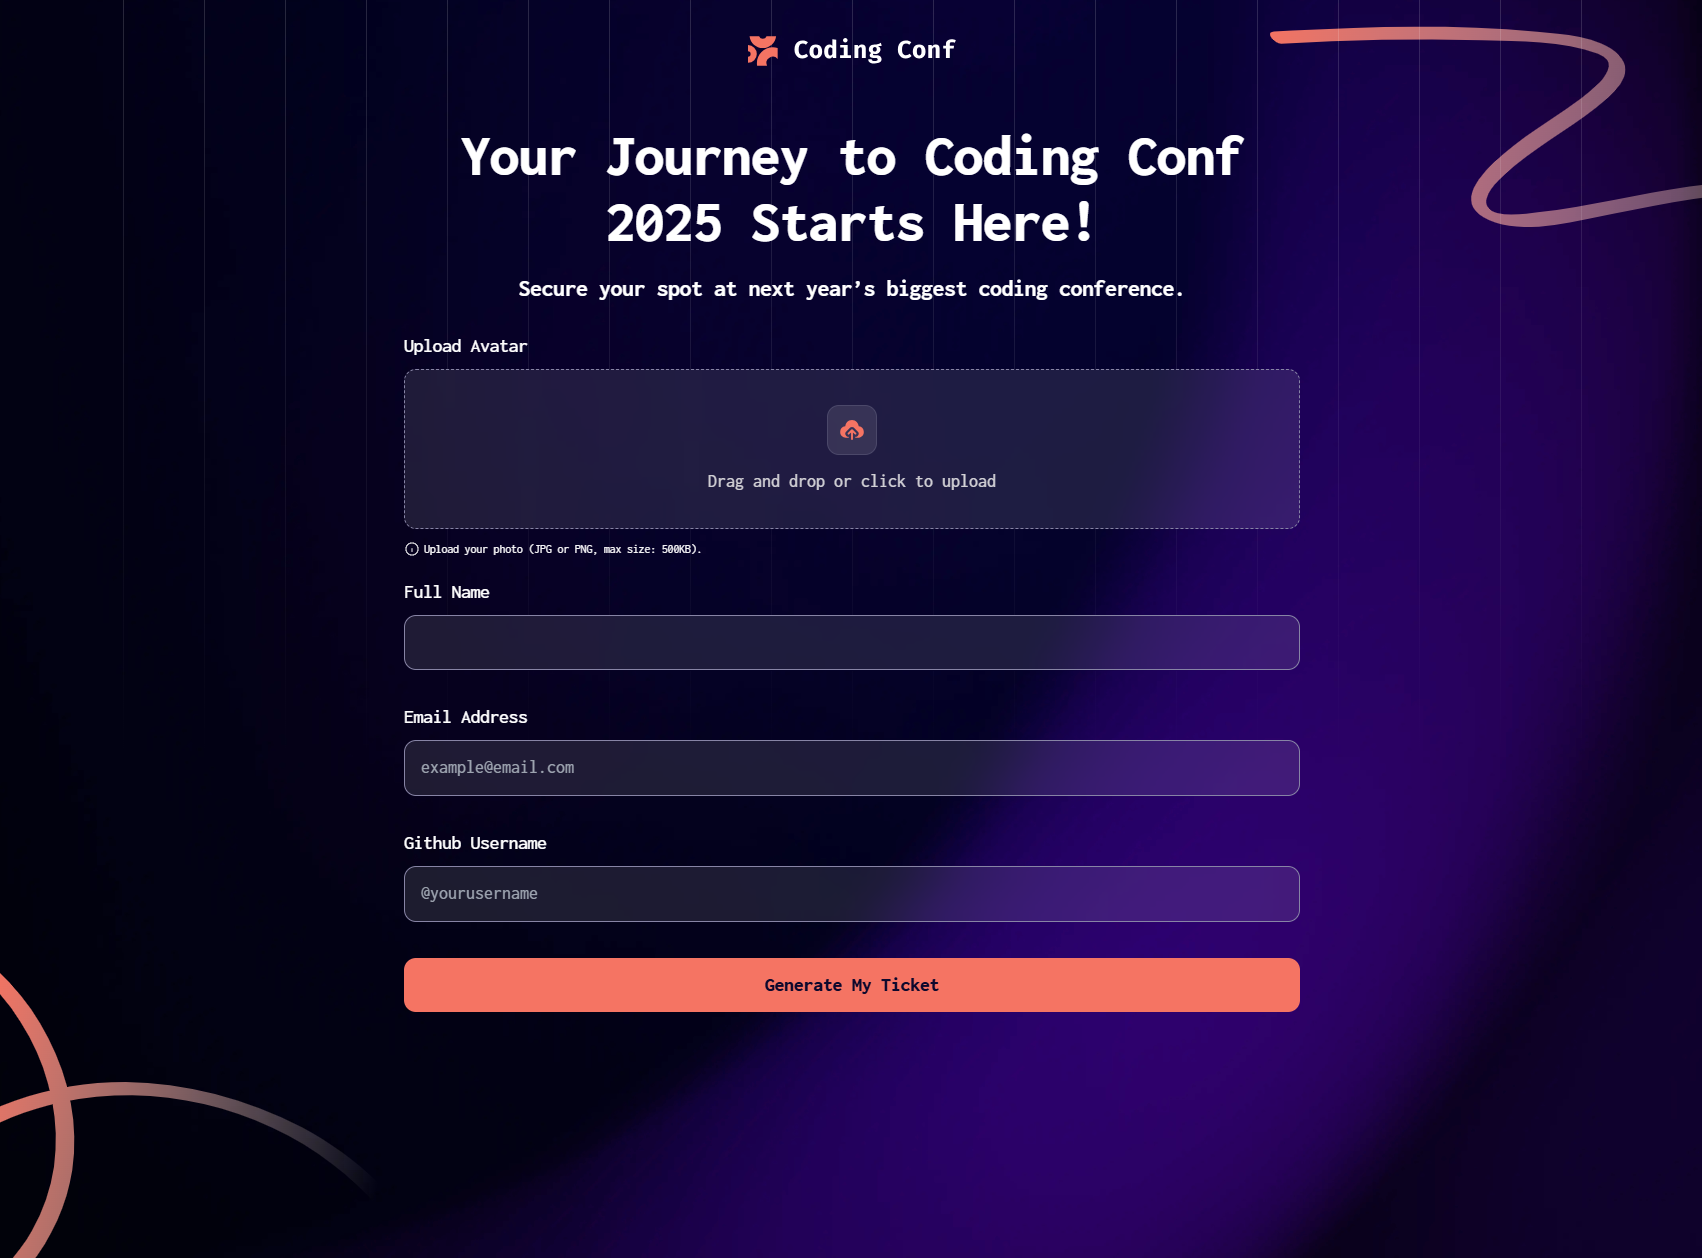 Coding Conf
Your Journey to Coding Conf
2025 Starts Here!
Secure your spot at next year’s biggest coding conference.
Upload Avatar
Drag and drop or click to upload
Upload your photo (JPG or PNG, max size: 500KB).
Full Name
Email Address
example@email.com
Github Username
@yourusername
Generate My Ticket